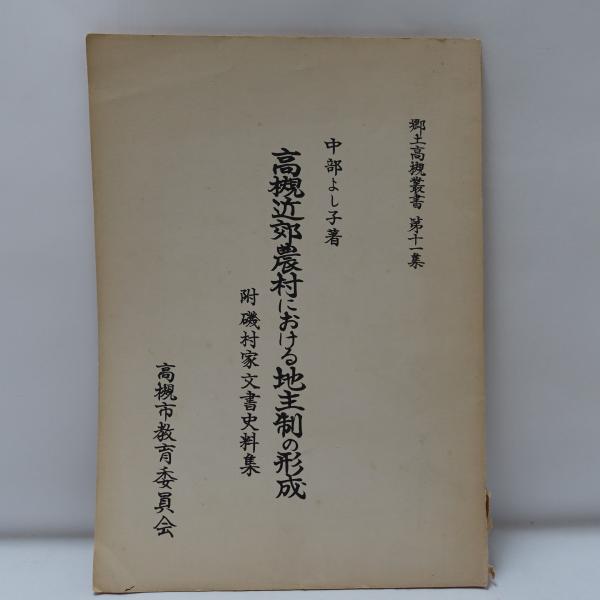 郷土高槻叢書 第十一集
中部よし子著
高槻近郊農村における地主制の形成
附 磯村家文書史料集
高槻市教育委員会